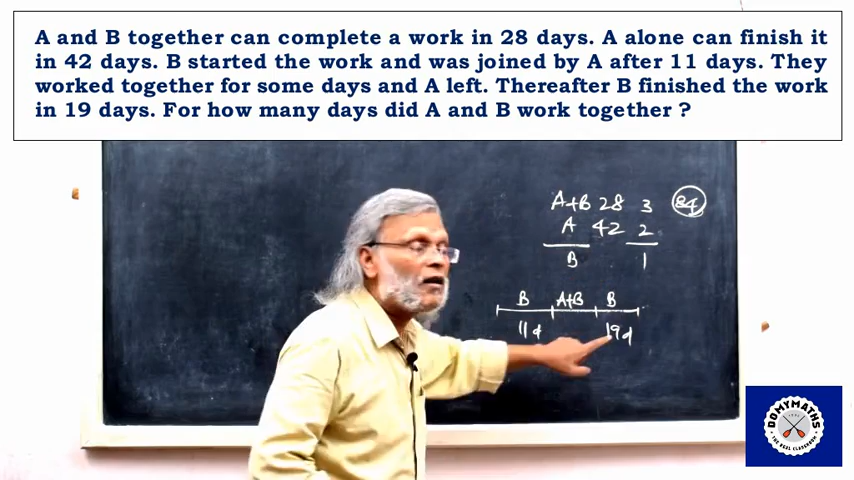 A and B together can complete a work in 28 days. A alone can finish it
in 42 days. B started the work and was joined by A after 11 days. They
worked together for some days and A left. Thereafter B finished the work
in 19 days. For how many days did A and B work together ?
A+B 28 3 84
A 42 2
B 1
B A+B B
11d 19d
DOMYMATHS
THE REEL CLASSROOM